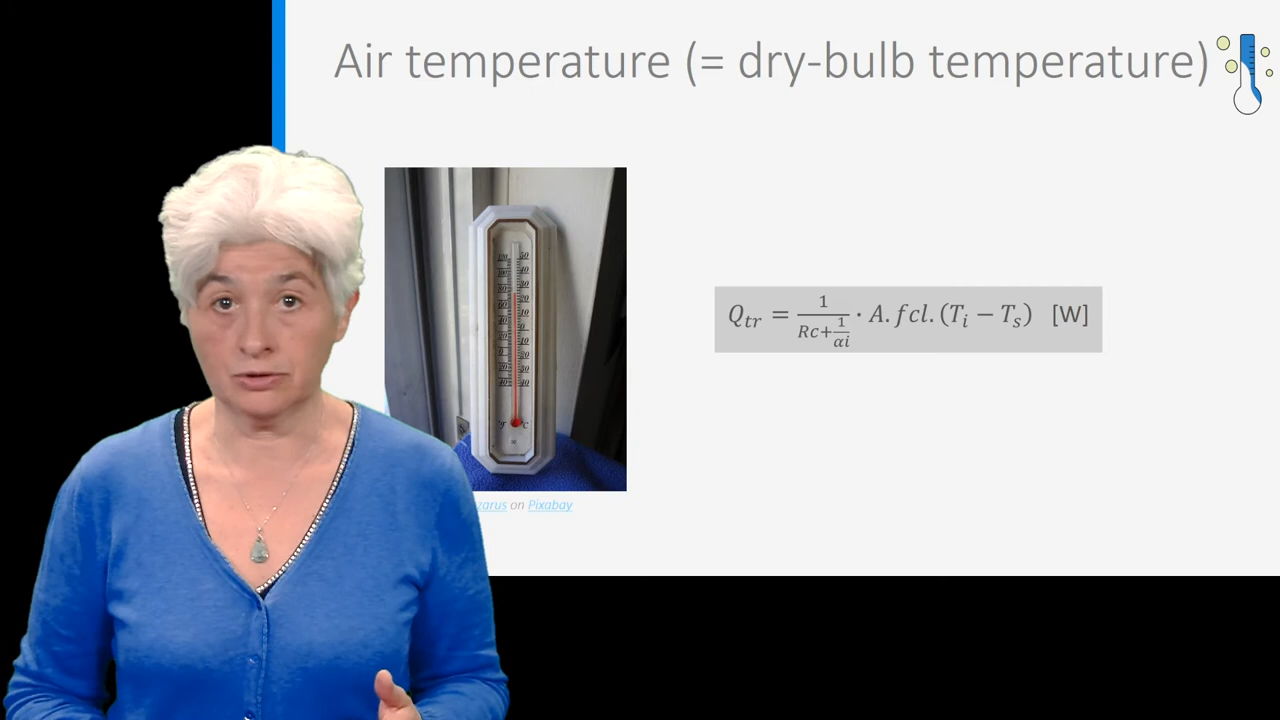 Air temperature (= dry-bulb temperature)
Q_tr = 1/(Rc+1/αi) · A.fcl.(T_i − T_s) [W]
zarus on Pixabay
°F °C